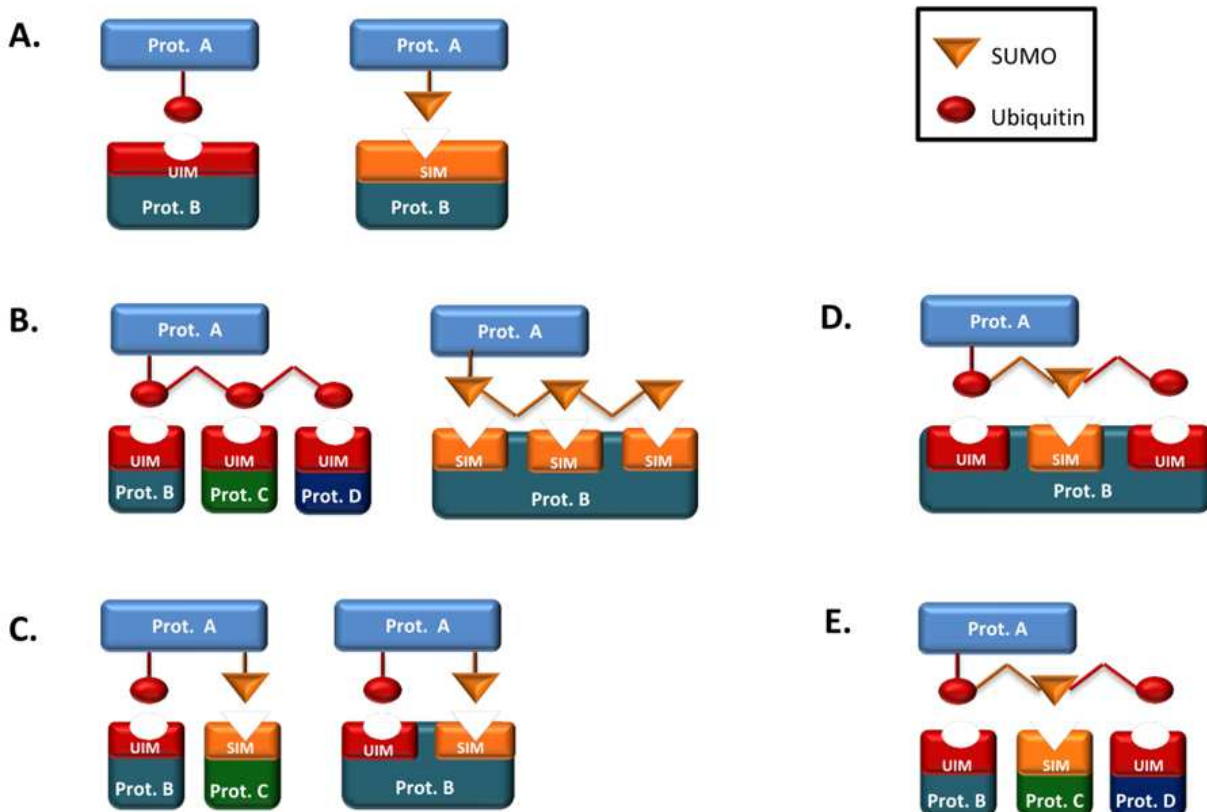 A.
Prot. A
Prot. A
UIM
Prot. B
SIM
Prot. B
SUMO
Ubiquitin
B.
Prot. A
Prot. A
UIM
UIM
UIM
Prot. B
Prot. C
Prot. D
SIM
SIM
SIM
Prot. B
D.
Prot. A
UIM
SIM
UIM
Prot. B
C.
Prot. A
Prot. A
UIM
SIM
Prot. B
Prot. C
UIM
SIM
Prot. B
E.
Prot. A
UIM
SIM
UIM
Prot. B
Prot. C
Prot. D